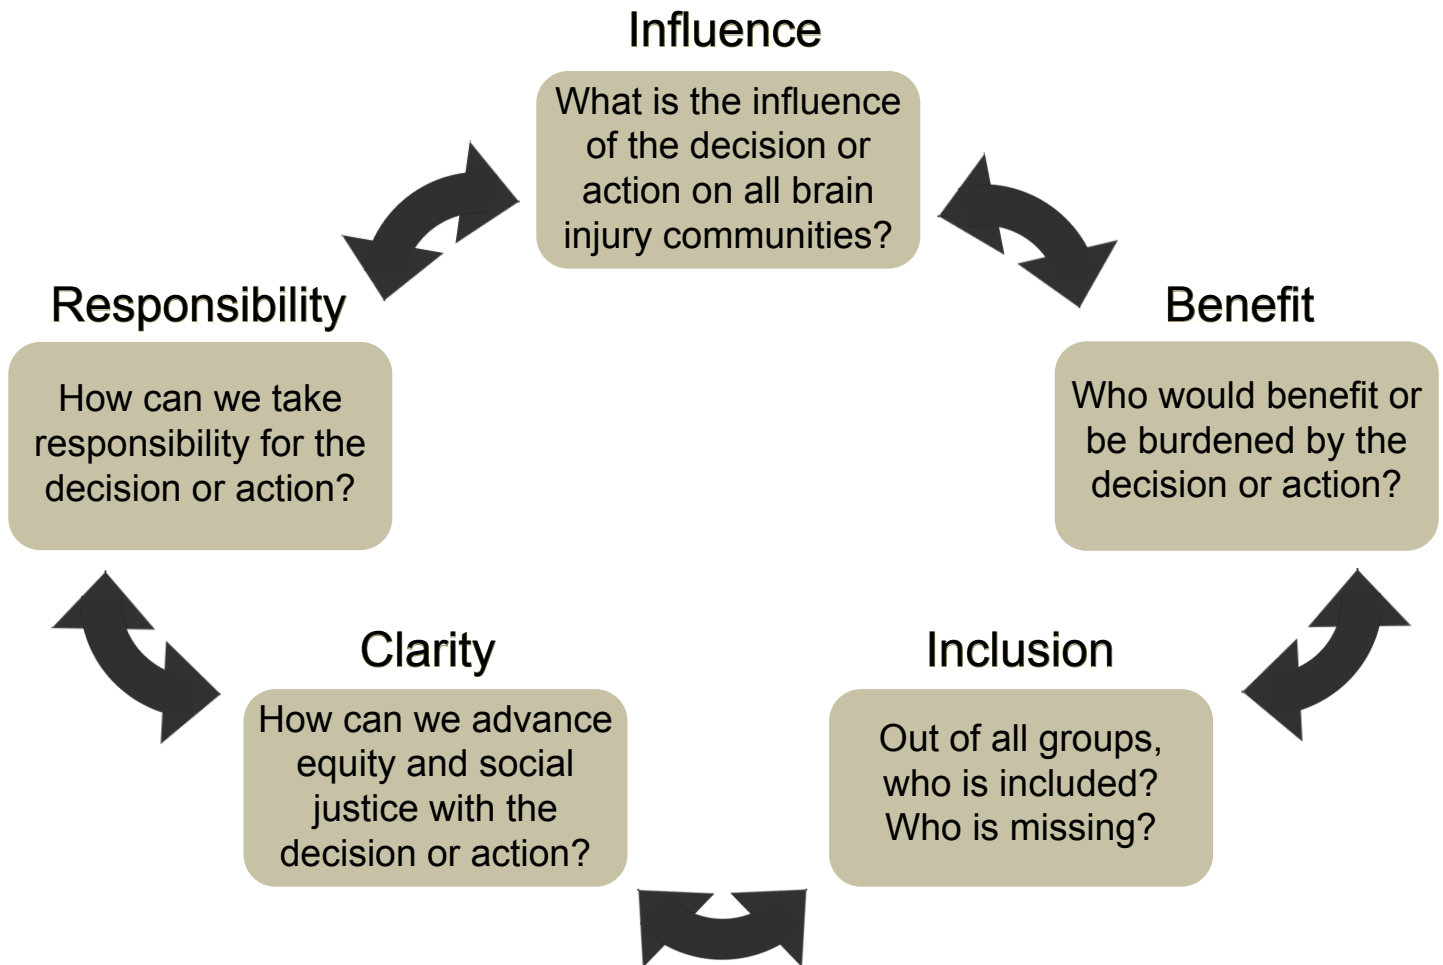 Influence
What is the influence
of the decision or
action on all brain
injury communities?
Benefit
Who would benefit or
be burdened by the
decision or action?
Inclusion
Out of all groups,
who is included?
Who is missing?
Clarity
How can we advance
equity and social
justice with the
decision or action?
Responsibility
How can we take
responsibility for the
decision or action?